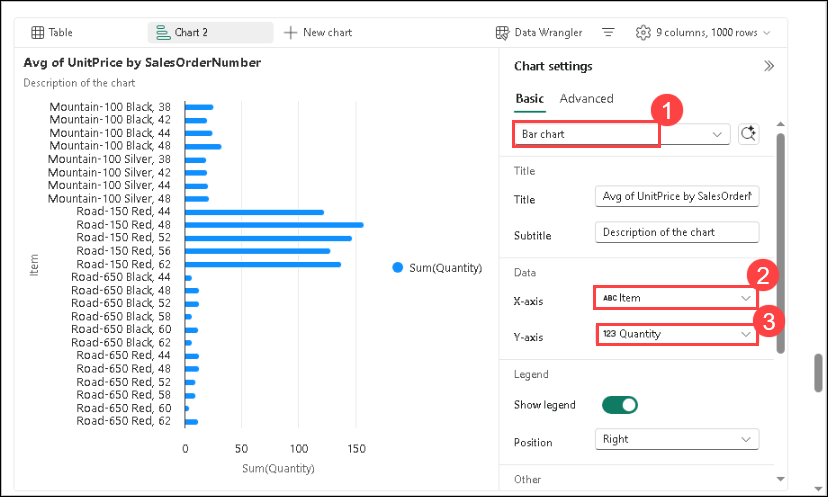 Table
Chart 2
New chart
Data Wrangler
9 columns, 1000 rows
Avg of UnitPrice by SalesOrderNumber
Description of the chart
Item
Mountain-100 Black, 38
Mountain-100 Black, 42
Mountain-100 Black, 44
Mountain-100 Black, 48
Mountain-100 Silver, 38
Mountain-100 Silver, 42
Mountain-100 Silver, 44
Mountain-100 Silver, 48
Road-150 Red, 44
Road-150 Red, 48
Road-150 Red, 52
Road-150 Red, 56
Road-150 Red, 62
Road-650 Black, 44
Road-650 Black, 48
Road-650 Black, 52
Road-650 Black, 58
Road-650 Black, 60
Road-650 Black, 62
Road-650 Red, 44
Road-650 Red, 48
Road-650 Red, 52
Road-650 Red, 58
Road-650 Red, 60
Road-650 Red, 62
0 50 100 150
Sum(Quantity)
Sum(Quantity)
Chart settings
Basic Advanced
1
Bar chart
Title
Title Avg of UnitPrice by SalesOrderN
Subtitle Description of the chart
Data
2
X-axis ABC Item
3
Y-axis 123 Quantity
Legend
Show legend
Position Right
Other